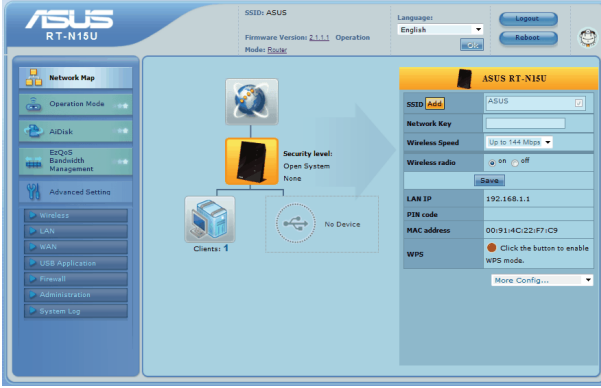 ASUS
RT-N15U
SSID: ASUS
Firmware Version: 2.1.1.1 Operation
Mode: Router
Language:
English
OK
Logout
Reboot
Network Map
Operation Mode
AiDisk
EzQoS
Bandwidth
Management
Advanced Setting
Wireless
LAN
WAN
USB Application
Firewall
Administration
System Log
Security level:
Open System
None
Clients: 1
No Device
ASUS RT-N15U
SSID Add ASUS
Network Key
Wireless Speed Up to 144 Mbps
Wireless radio on off
Save
LAN IP 192.168.1.1
PIN code
MAC address 00:91:4C:22:F7:C9
WPS Click the button to enable
WPS mode.
More Config...